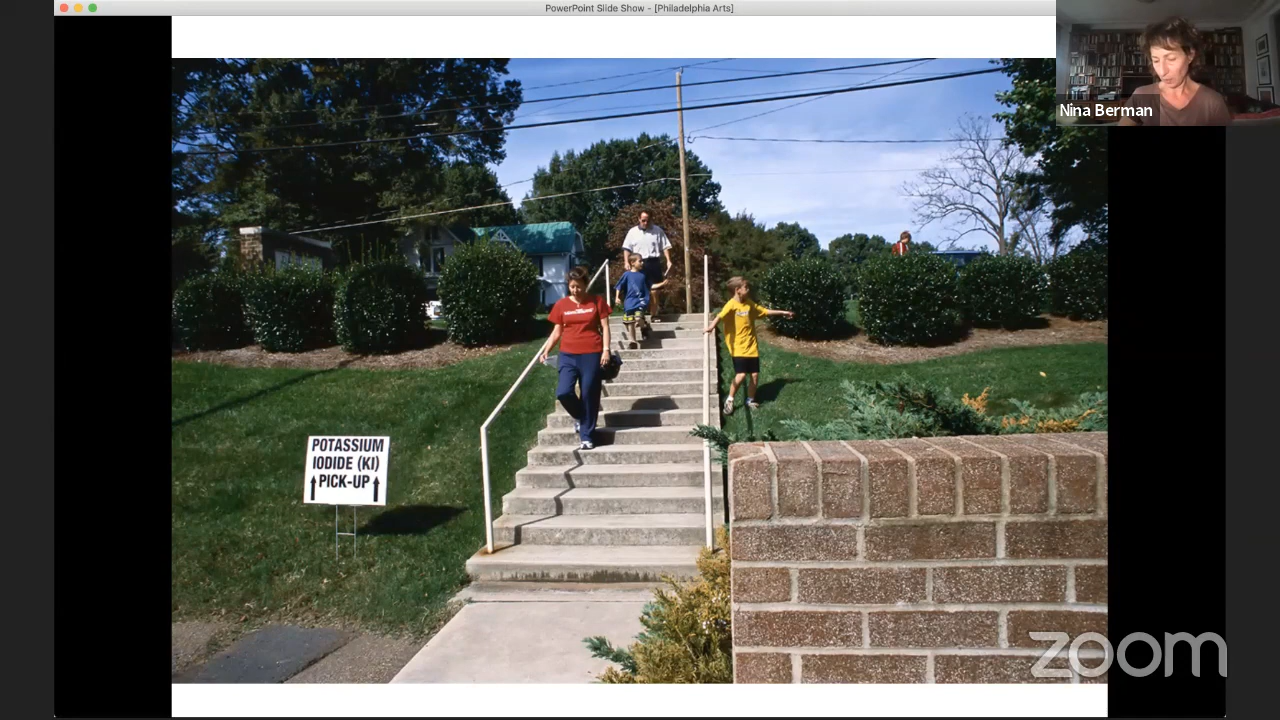 PowerPoint Slide Show - [Philadelphia Arts]
Nina Berman
POTASSIUM
IODIDE (KI)
PICK-UP
zoom